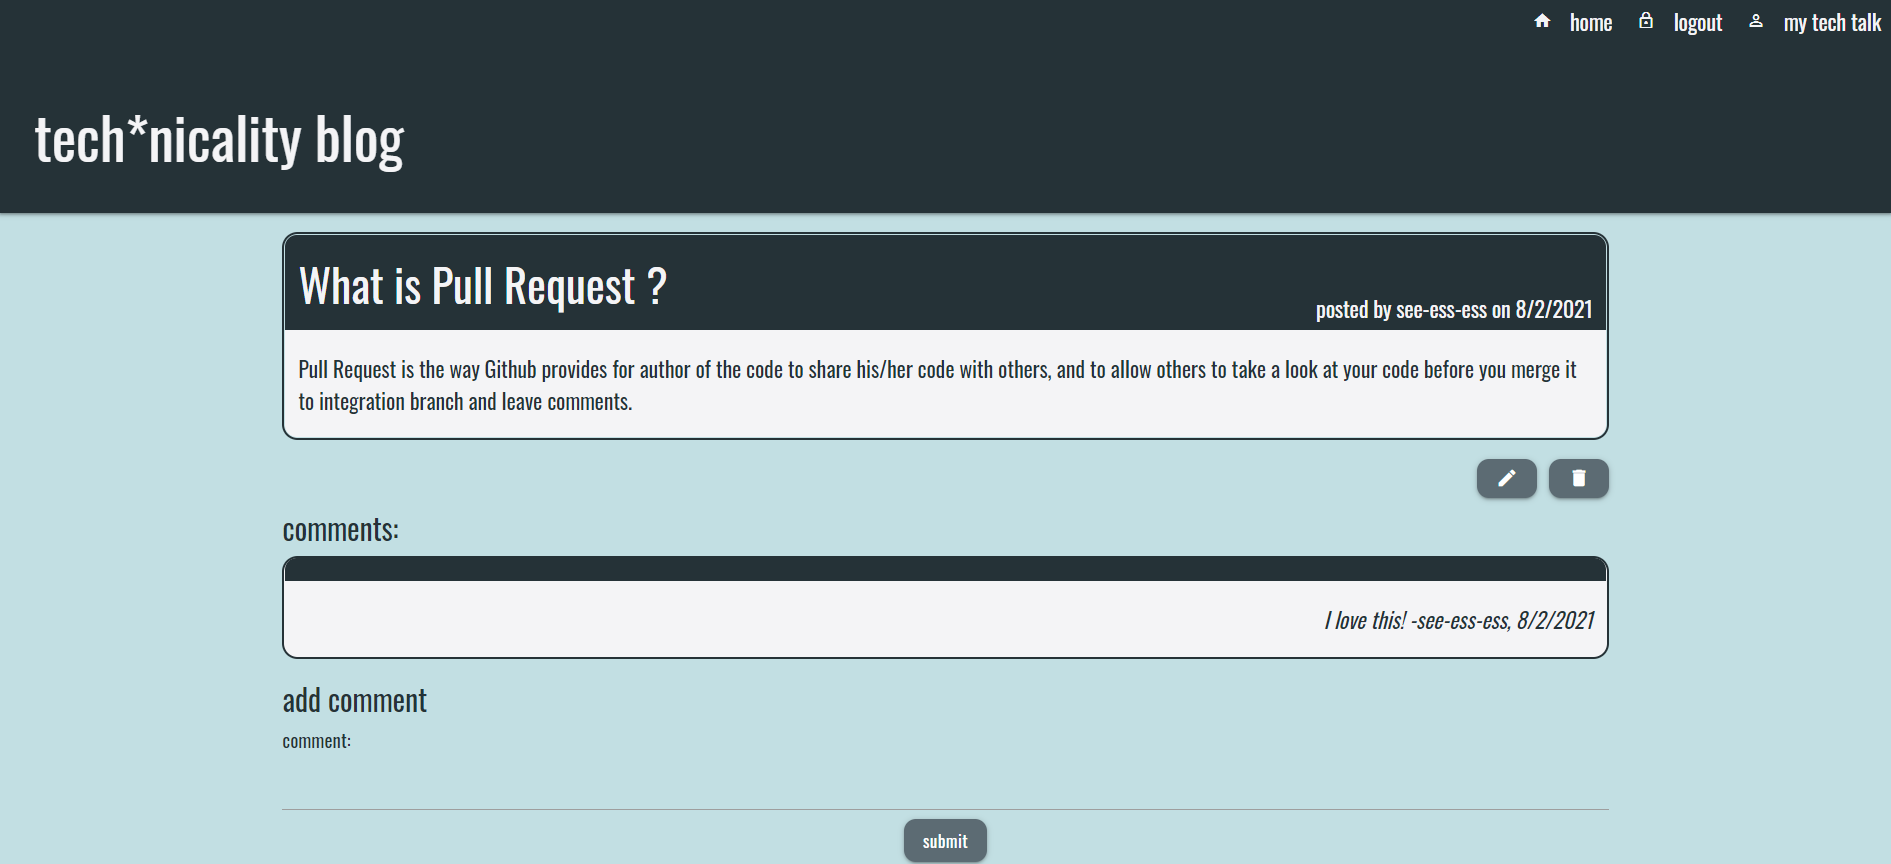 home logout my tech talk
tech*nicality blog
What is Pull Request ?
posted by see-ess-ess on 8/2/2021
Pull Request is the way Github provides for author of the code to share his/her code with others, and to allow others to take a look at your code before you merge it
to integration branch and leave comments.
comments:
I love this! -see-ess-ess, 8/2/2021
add comment
comment:
submit